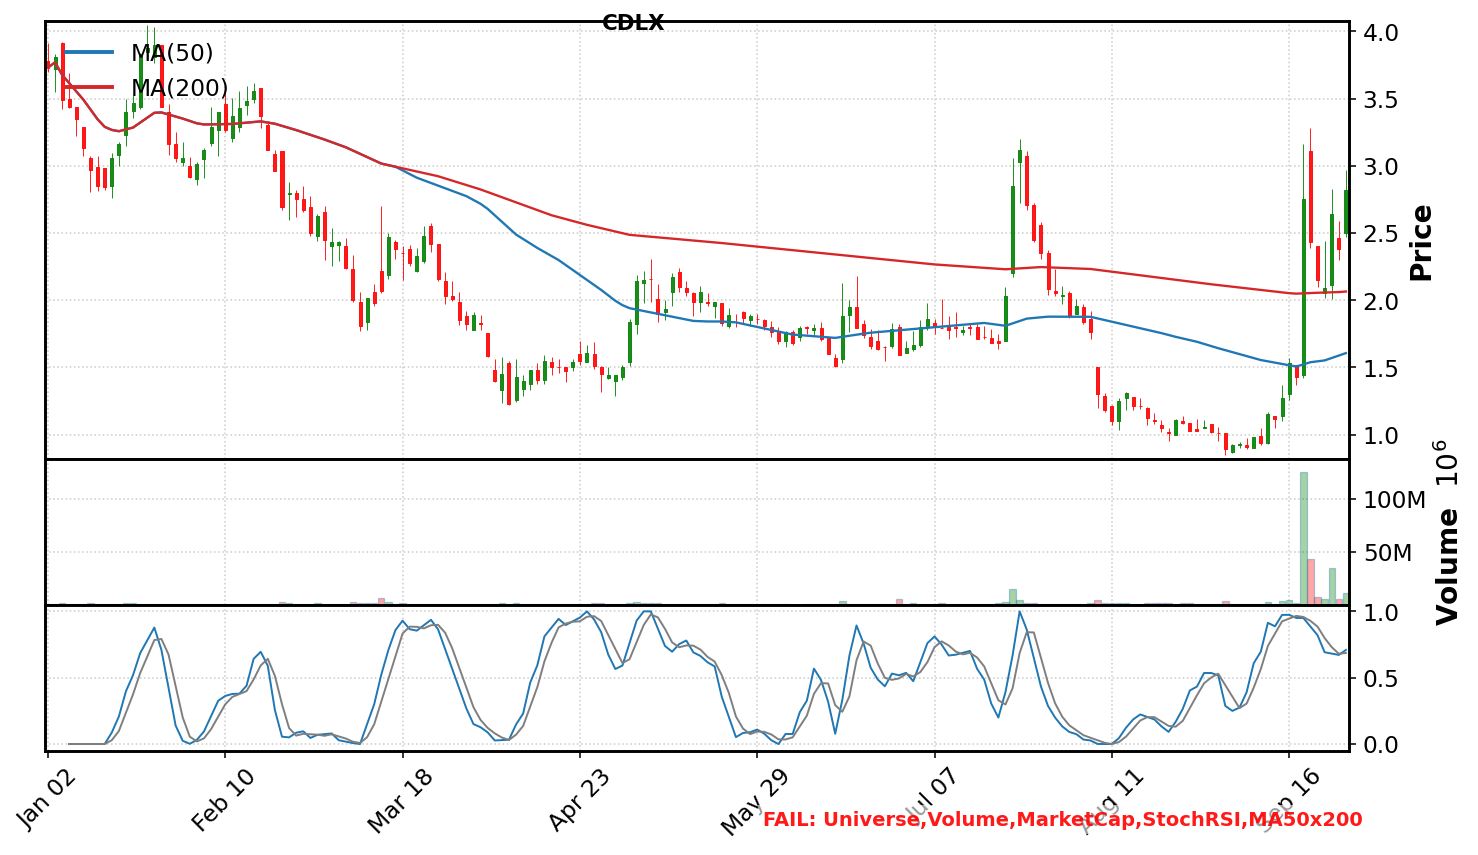 CDLX
MA(50)
MA(200)
4.0
3.5
3.0
2.5
2.0
1.5
1.0
Price
10⁶
100M
50M
Volume
1.0
0.5
0.0
Jan 02
Feb 10
Mar 18
Apr 23
May 29
Jul 07
Aug 11
Sep 16
FAIL: Universe,Volume,Marketcap,StochRSI,MA50x200